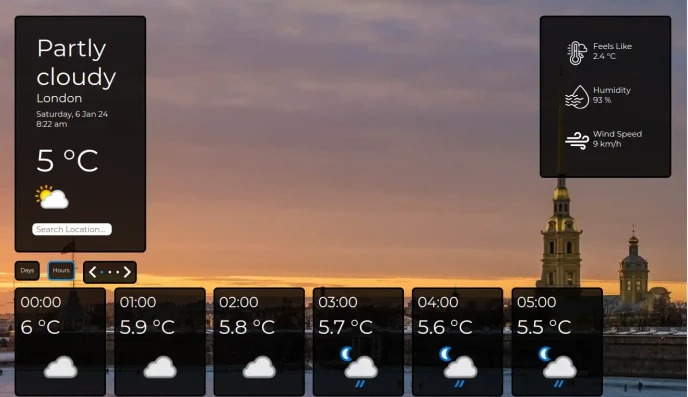 Partly
cloudy
London
Saturday, 6 Jan 24
8:22 am
5 °C
Search Location...
Feels Like
2.4 °C
Humidity
93 %
Wind Speed
9 km/h
Days
Hours
00:00
6 °C
01:00
5.9 °C
02:00
5.8 °C
03:00
5.7 °C
04:00
5.6 °C
05:00
5.5 °C